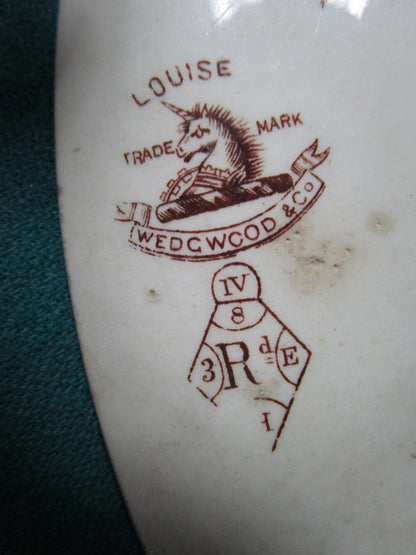 LOUISE
TRADE MARK
WEDGWOOD & Co
IV
8
3 Rd E